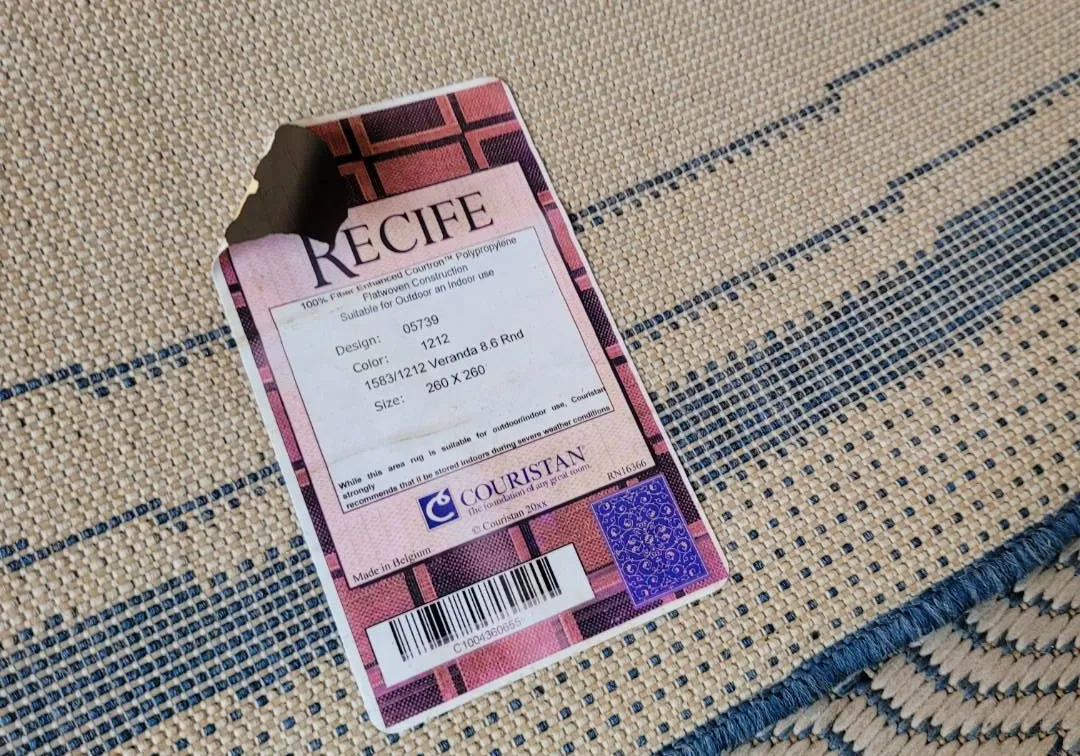 RECIFE
100% Fiber Enhanced Courtron™ Polypropylene
Flatwoven Construction
Suitable for Outdoor an Indoor use
Design: 05739
Color: 1212
1583/1212 Veranda 8.6 Rnd
Size: 260 X 260
While this area rug is suitable for outdoor/indoor use, Couristan
strongly
recommends that it be stored indoors during severe weather conditions
COURISTAN
The foundation of any great room.
RN16366
© Couristan 20xx
Made in Belgium
C1004360655